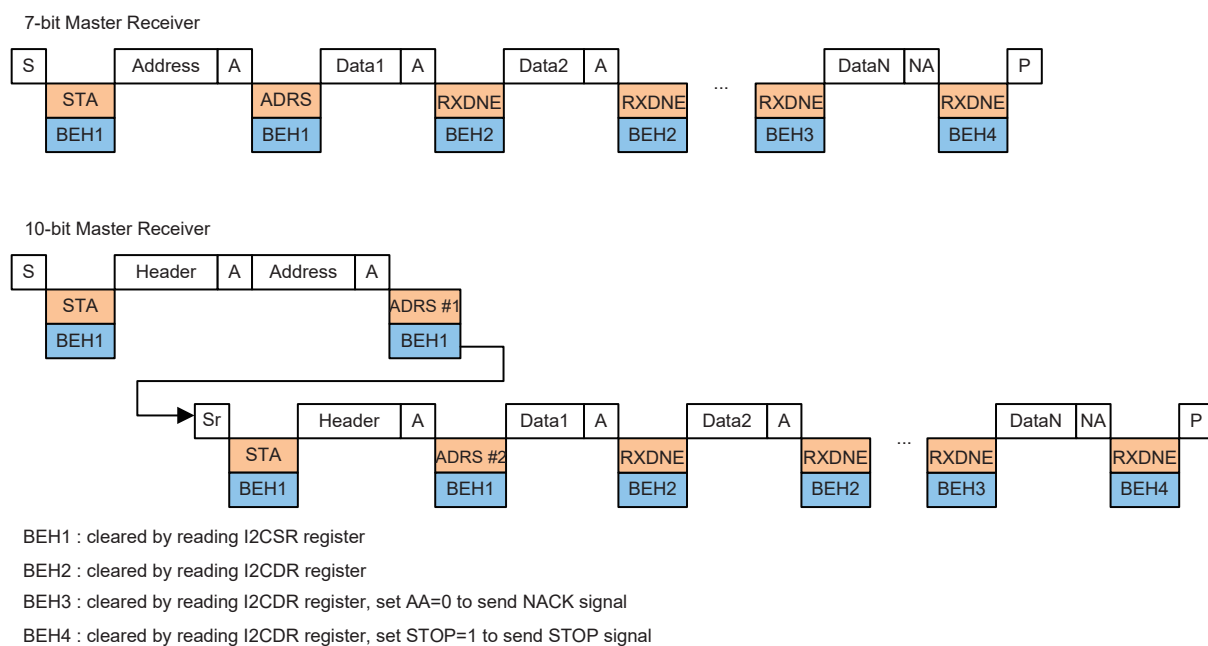 7-bit Master Receiver
S Address A Data1 A Data2 A ... DataN NA P
STA ADRS RXDNE RXDNE RXDNE RXDNE
BEH1 BEH1 BEH2 BEH2 BEH3 BEH4
10-bit Master Receiver
S Header A Address A
STA ADRS #1
BEH1 BEH1
Sr Header A Data1 A Data2 A ... DataN NA P
STA ADRS #2 RXDNE RXDNE RXDNE RXDNE
BEH1 BEH1 BEH2 BEH2 BEH3 BEH4
BEH1 : cleared by reading I2CSR register
BEH2 : cleared by reading I2CDR register
BEH3 : cleared by reading I2CDR register, set AA=0 to send NACK signal
BEH4 : cleared by reading I2CDR register, set STOP=1 to send STOP signal